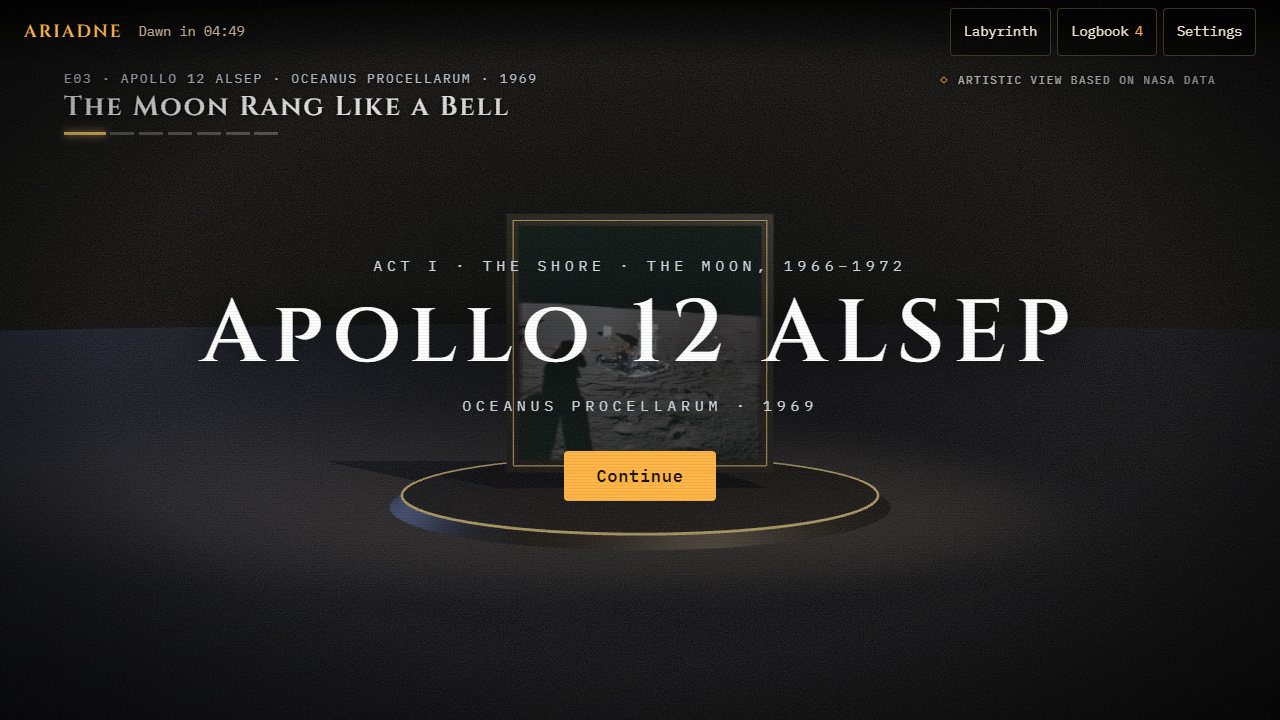 ARIADNE Dawn in 04:49
Labyrinth Logbook 4 Settings
E03 · APOLLO 12 ALSEP · OCEANUS PROCELLARUM · 1969
◇ ARTISTIC VIEW BASED ON NASA DATA
The Moon Rang Like a Bell
ACT I · THE SHORE · THE MOON, 1966–1972
Apollo 12 ALSEP
OCEANUS PROCELLARUM · 1969
Continue